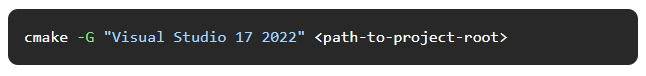 cmake -G "Visual Studio 17 2022" <path-to-project-root>